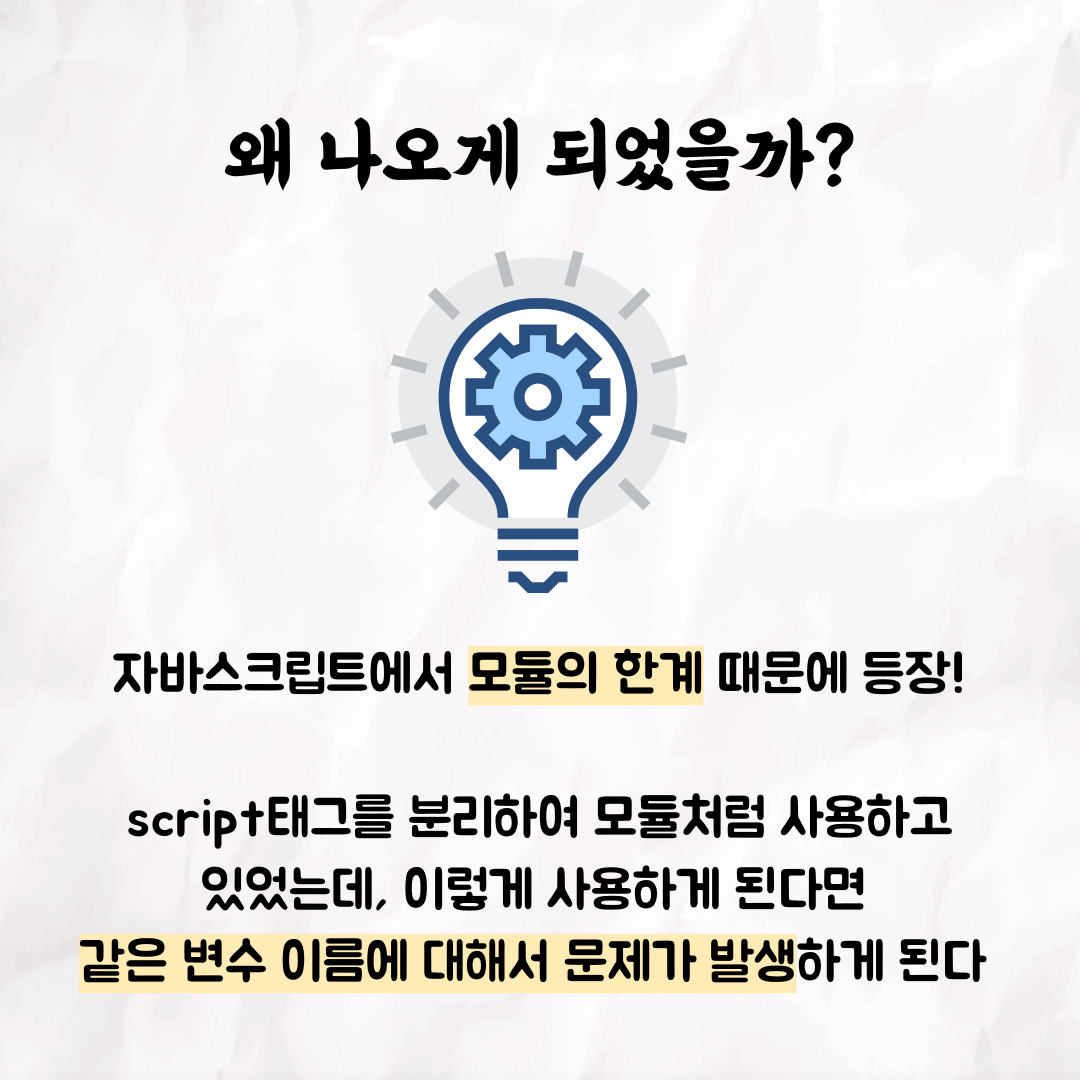 왜 나오게 되었을까?
자바스크립트에서 모듈의 한계 때문에 등장!
script태그를 분리하여 모듈처럼 사용하고
있었는데, 이렇게 사용하게 된다면
같은 변수 이름에 대해서 문제가 발생하게 된다